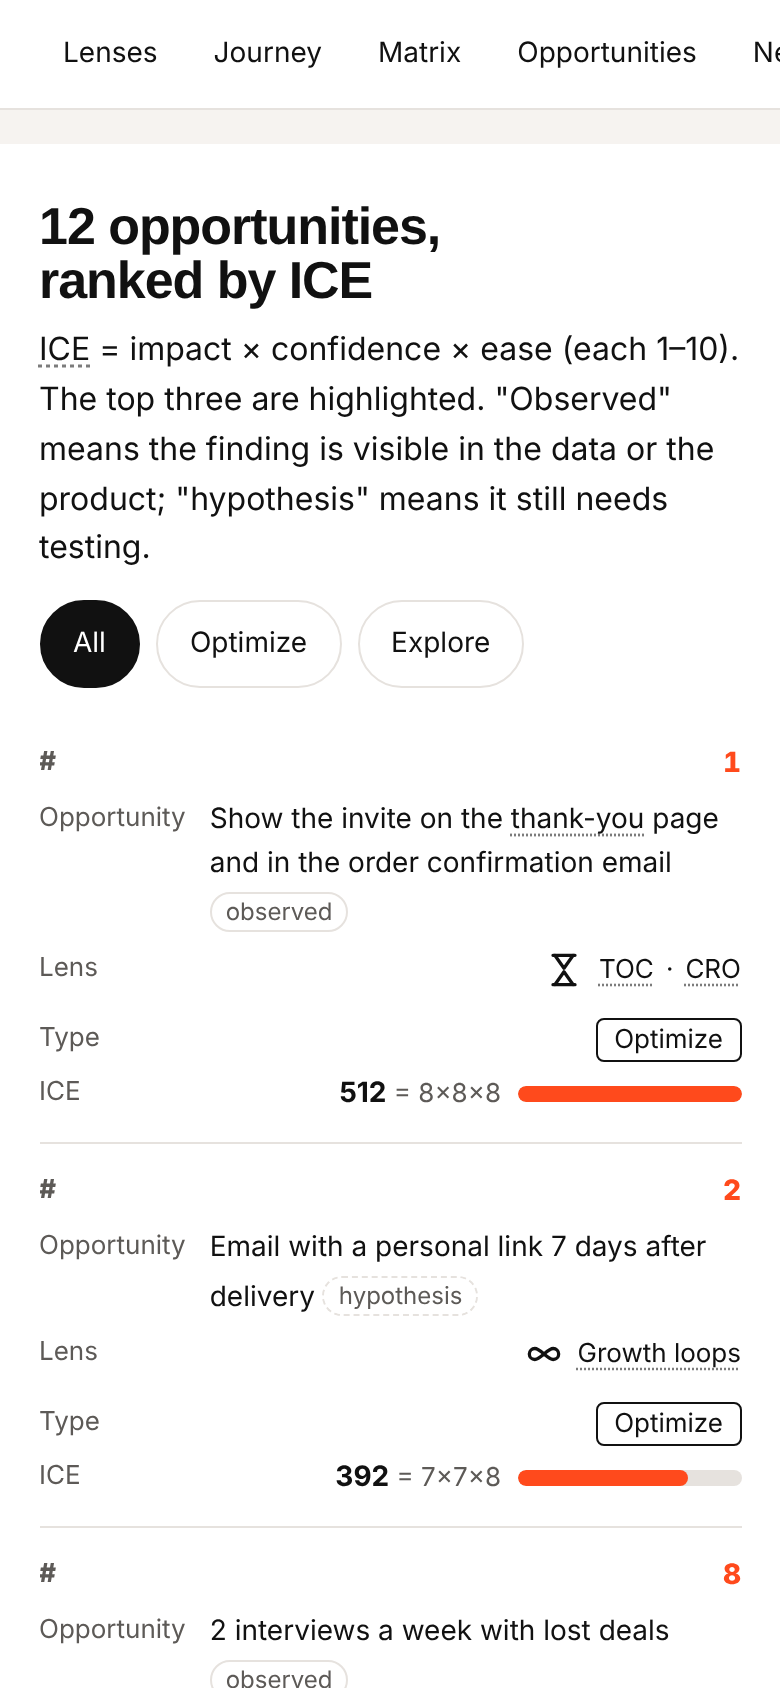 Lenses Journey Matrix Opportunities Ne
12 opportunities,
ranked by ICE
ICE = impact × confidence × ease (each 1–10).
The top three are highlighted. "Observed"
means the finding is visible in the data or the
product; "hypothesis" means it still needs
testing.
All Optimize Explore
# 1
Opportunity Show the invite on the thank-you page
and in the order confirmation email
observed
Lens TOC · CRO
Type Optimize
ICE 512 = 8×8×8
# 2
Opportunity Email with a personal link 7 days after
delivery hypothesis
Lens Growth loops
Type Optimize
ICE 392 = 7×7×8
# 8
Opportunity 2 interviews a week with lost deals
observed